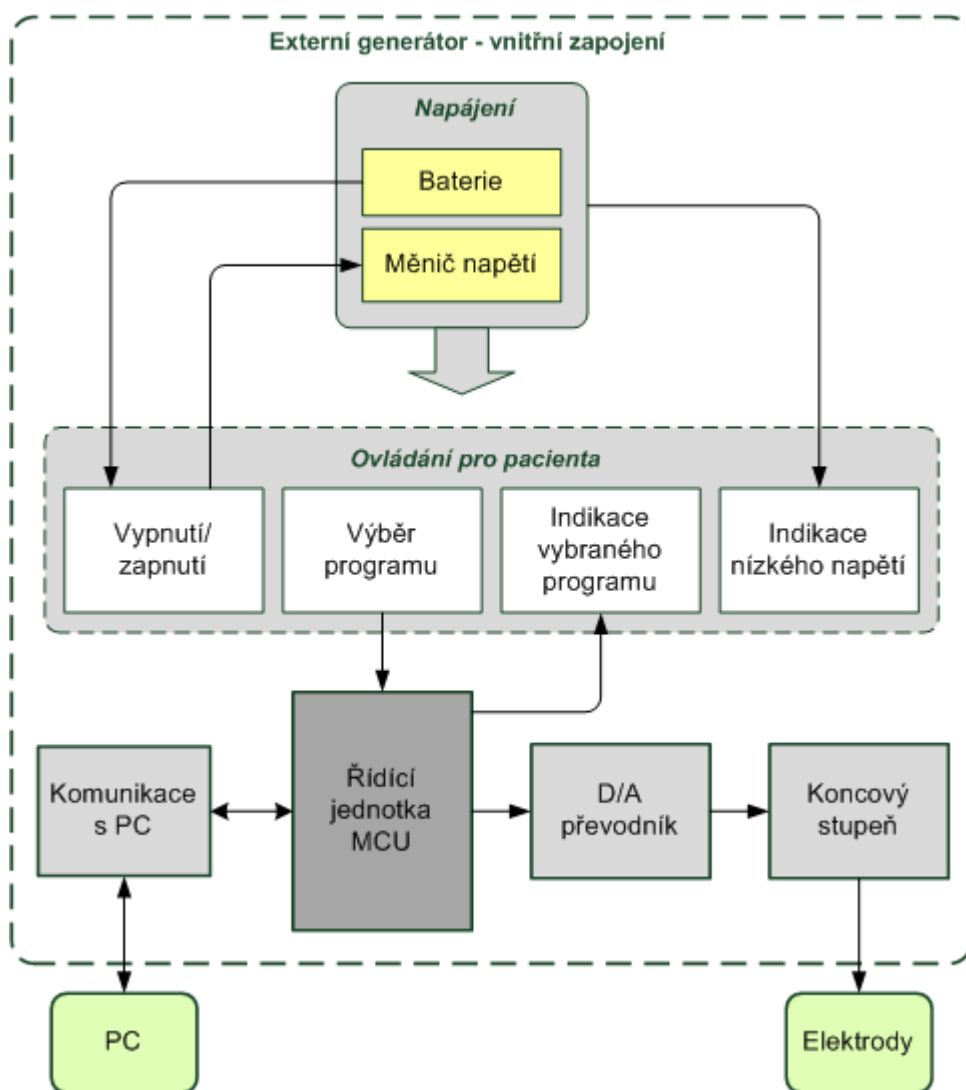 Externí generátor - vnitřní zapojení
Napájení
Baterie
Měnič napětí
Ovládání pro pacienta
Vypnutí/
zapnutí
Výběr
programu
Indikace
vybraného
programu
Indikace
nízkého napětí
Komunikace
s PC
Řídící
jednotka
MCU
D/A
převodník
Koncový
stupeň
PC
Elektrody